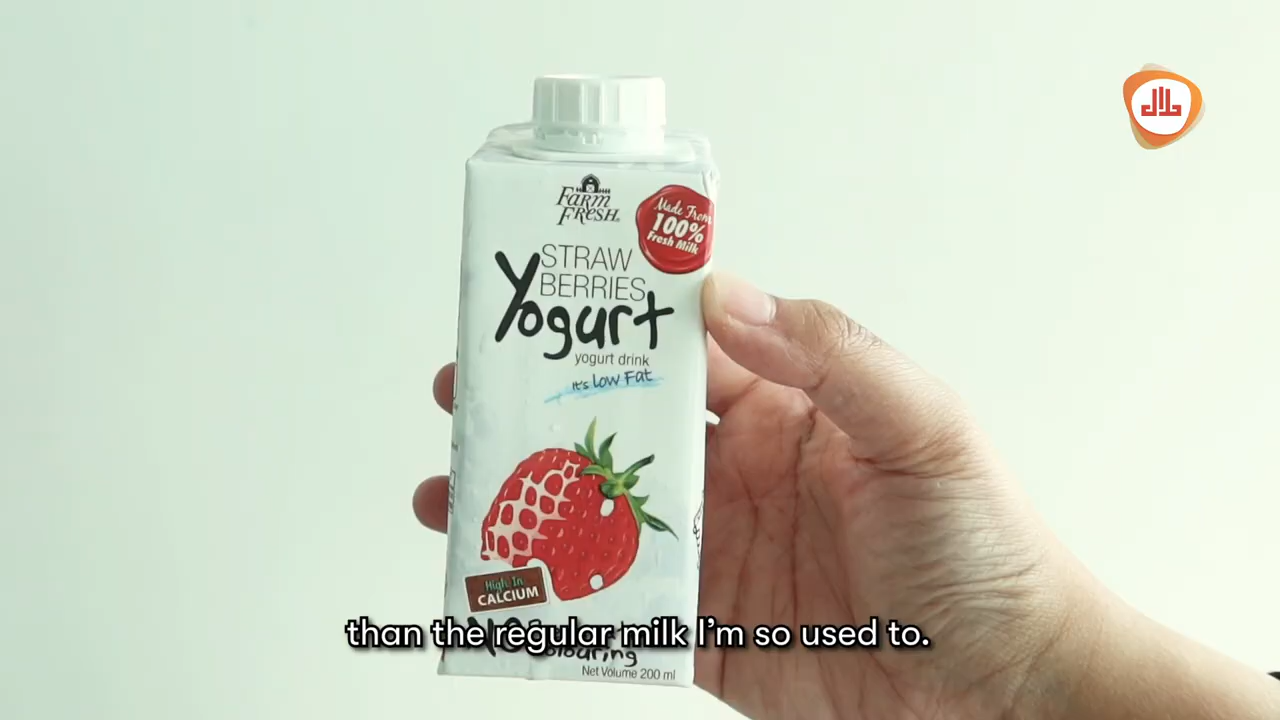 حلال
FARM
FRESH
Made From
100%
Fresh Milk
STRAW
BERRIES
Yogurt
yogurt drink
it's Low Fat
High In
CALCIUM
than the regular milk I'm so used to.
Net Volume 200 ml